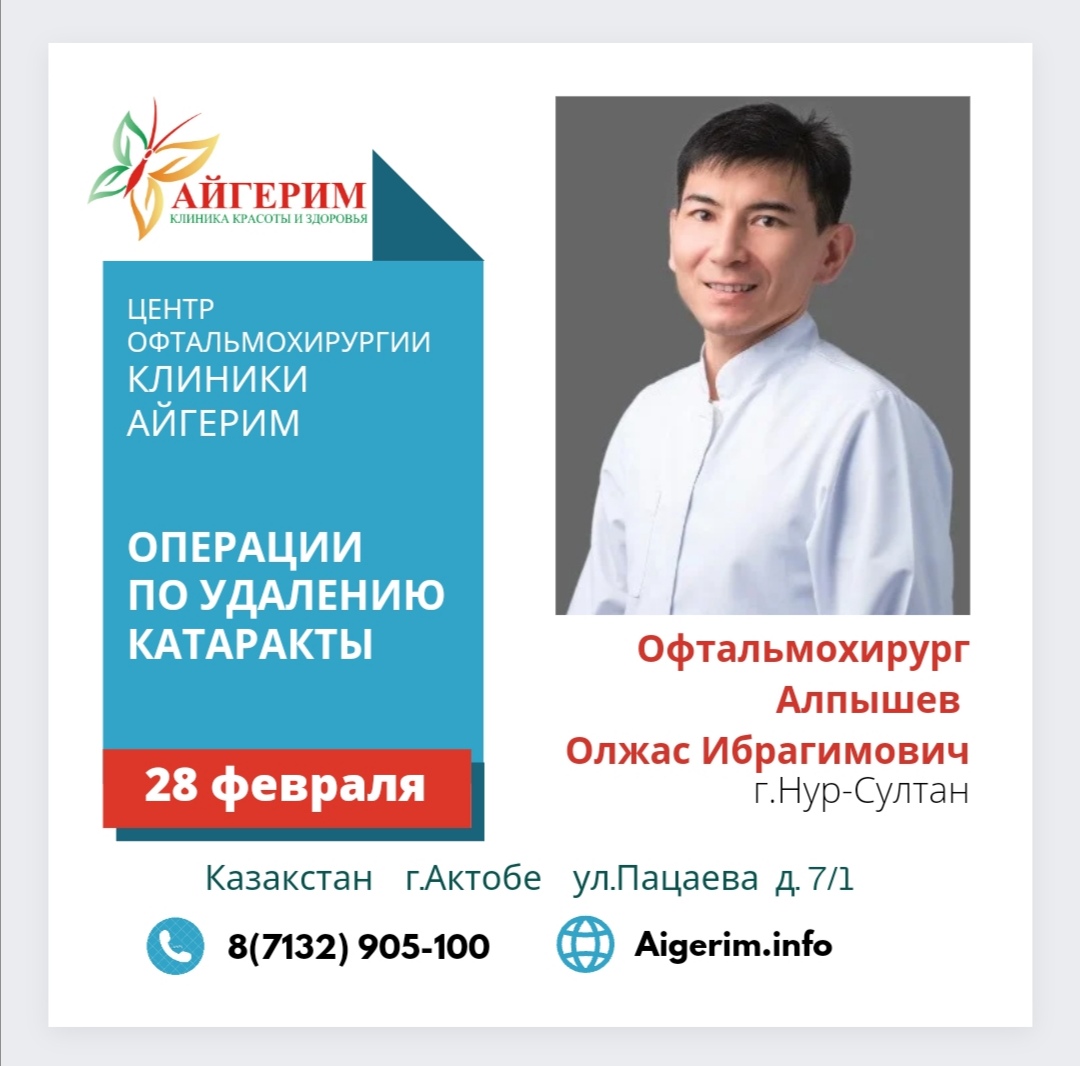 АЙГЕРИМ
КЛИНИКА КРАСОТЫ И ЗДОРОВЬЯ
ЦЕНТР
ОФТАЛЬМОХИРУРГИИ
КЛИНИКИ
АЙГЕРИМ
ОПЕРАЦИИ
ПО УДАЛЕНИЮ
КАТАРАКТЫ
28 февраля
Офтальмохирург
Алпышев
Олжас Ибрагимович
г.Нур-Султан
Казакстан г.Актобе ул.Пацаева д. 7/1
8(7132) 905-100
Aigerim.info